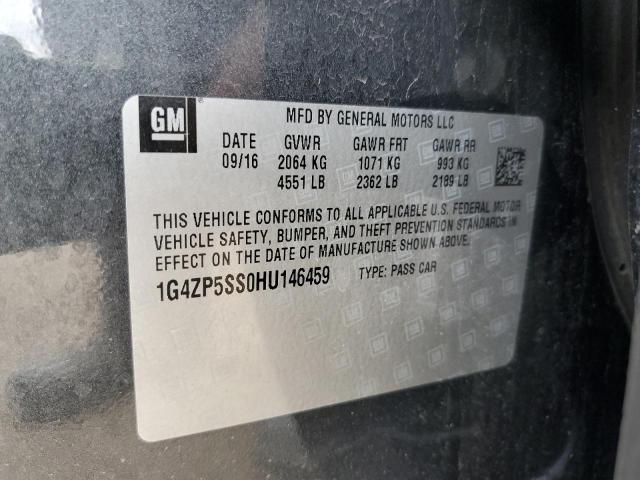 GM
MFD BY GENERAL MOTORS LLC
DATE GVWR GAWR FRT GAWR RR
09/16 2064 KG 1071 KG 993 KG
4551 LB 2362 LB 2189 LB
THIS VEHICLE CONFORMS TO ALL APPLICABLE U.S. FEDERAL MOTOR
VEHICLE SAFETY, BUMPER, AND THEFT PREVENTION STANDARDS IN
EFFECT ON THE DATE OF MANUFACTURE SHOWN ABOVE.
1G4ZP5SS0HU146459 TYPE: PASS CAR